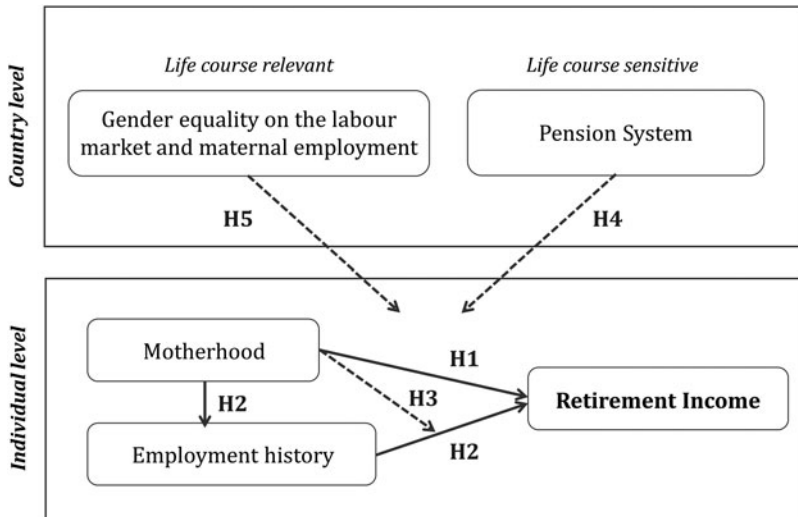 Country level
Life course relevant
Life course sensitive
Gender equality on the labour
market and maternal employment
Pension System
H5
H4
Individual level
Motherhood
H1
H2
H3
Retirement Income
Employment history
H2